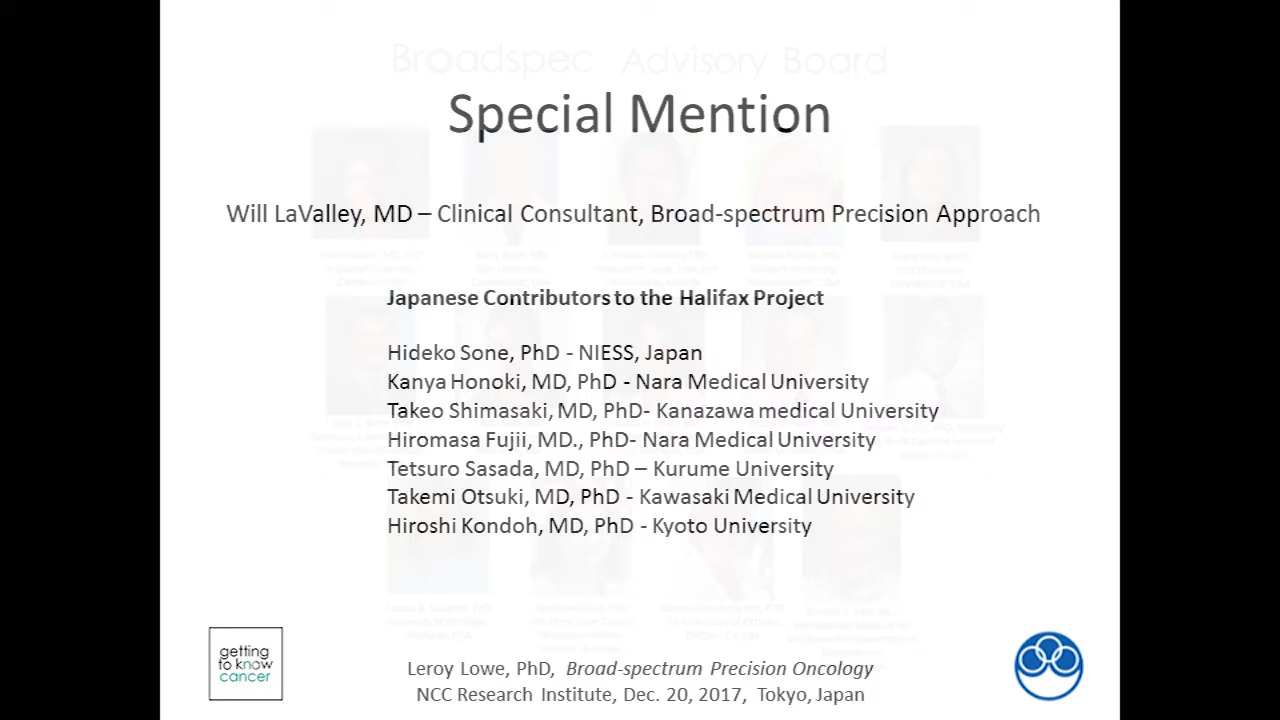 Broadspec Advisory Board
Special Mention
Will LaValley, MD – Clinical Consultant, Broad-spectrum Precision Approach
Japanese Contributors to the Halifax Project
Hideko Sone, PhD - NIESS, Japan
Kanya Honoki, MD, PhD - Nara Medical University
Takeo Shimasaki, MD, PhD- Kanazawa medical University
Hiromasa Fujii, MD., PhD- Nara Medical University
Tetsuro Sasada, MD, PhD – Kurume University
Takemi Otsuki, MD, PhD - Kawasaki Medical University
Hiroshi Kondoh, MD, PhD - Kyoto University
getting
to know
cancer
Leroy Lowe, PhD, Broad-spectrum Precision Oncology
NCC Research Institute, Dec. 20, 2017, Tokyo, Japan